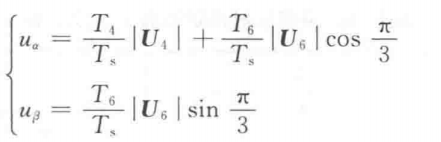 u_α = T_4/T_s |U_4| + T_6/T_s |U_6| cos π/3
u_β = T_6/T_s |U_6| sin π/3